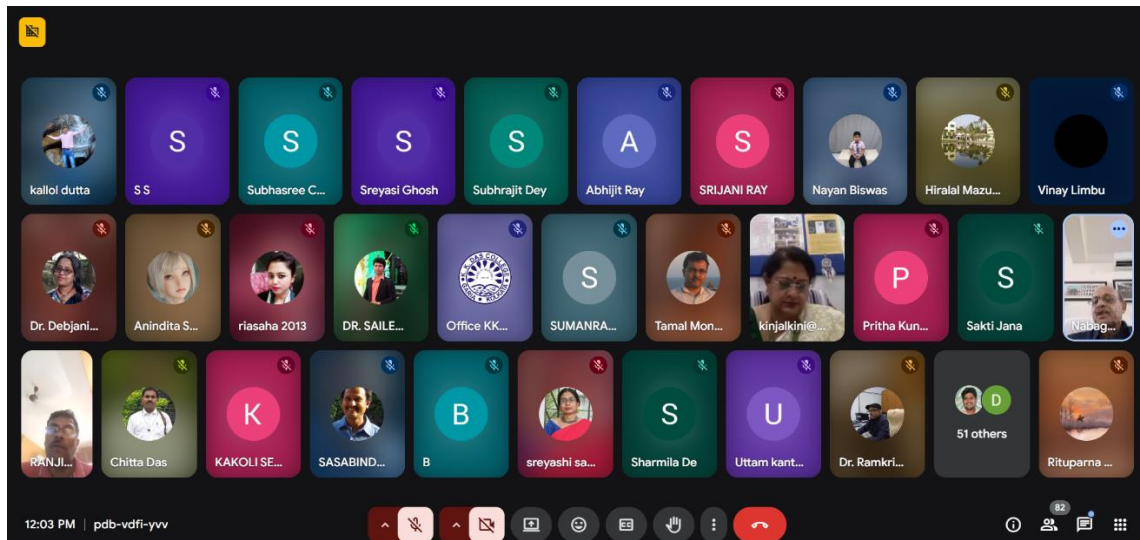 S
S
S
S
A
S
kallol dutta
S S
Subhasree C...
Sreyasi Ghosh
Subhrajit Dey
Abhijit Ray
SRIJANI RAY
Nayan Biswas
Hiralal Mazu...
Vinay Limbu
S
P
S
Dr. Debjani...
Anindita S...
riasaha 2013
DR. SAILE...
Office KK...
SUMANRA...
Tamal Mon...
kinjalkini@...
Pritha Kun...
Sakti Jana
Nabag...
K
B
S
U
D
51 others
RANJI...
Chitta Das
KAKOLI SE...
SASABIND...
B
sreyashi sa...
Sharmila De
Uttam kant...
Dr. Ramkri...
Rituparna ...
12:03 PM | pdb-vdfi-yvv
82